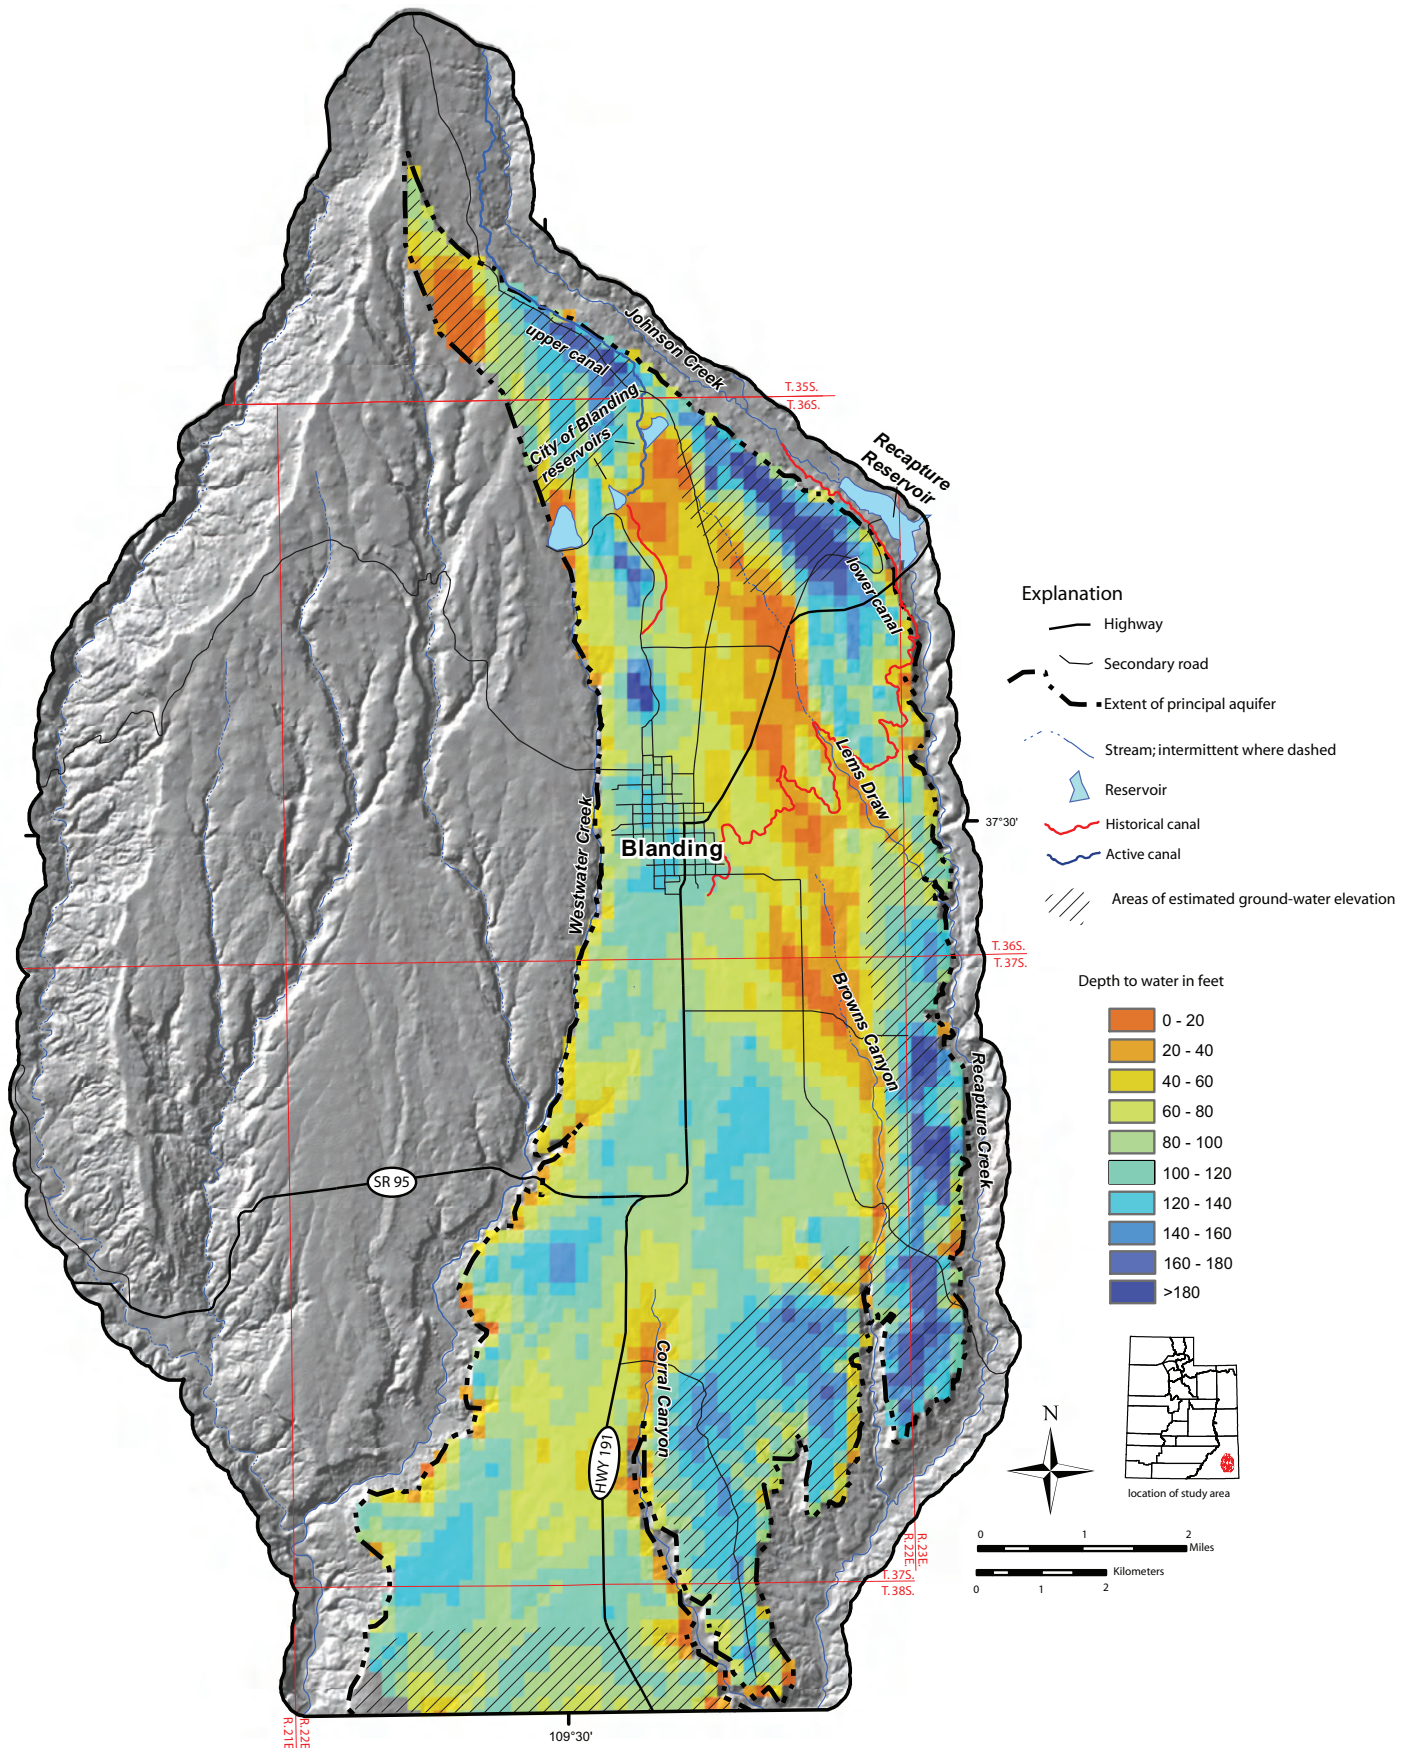 Johnson Creek
upper canal
T.35S.
T.36S.
City of Blanding
reservoirs
Recapture
Reservoir
lower canal
Lems Draw
Westwater Creek
Blanding
37°30'
T.36S.
T.37S.
Browns Canyon
Recapture Creek
SR 95
Corral Canyon
HWY 191
R.22E.
R.23E.
T.37S.
T.38S.
R.21E
R.22E
109°30'
Explanation
Highway
Secondary road
Extent of principal aquifer
Stream; intermittent where dashed
Reservoir
Historical canal
Active canal
Areas of estimated ground-water elevation
Depth to water in feet
0 - 20
20 - 40
40 - 60
60 - 80
80 - 100
100 - 120
120 - 140
140 - 160
160 - 180
>180
N
location of study area
0 1 2
Miles
Kilometers
0 1 2